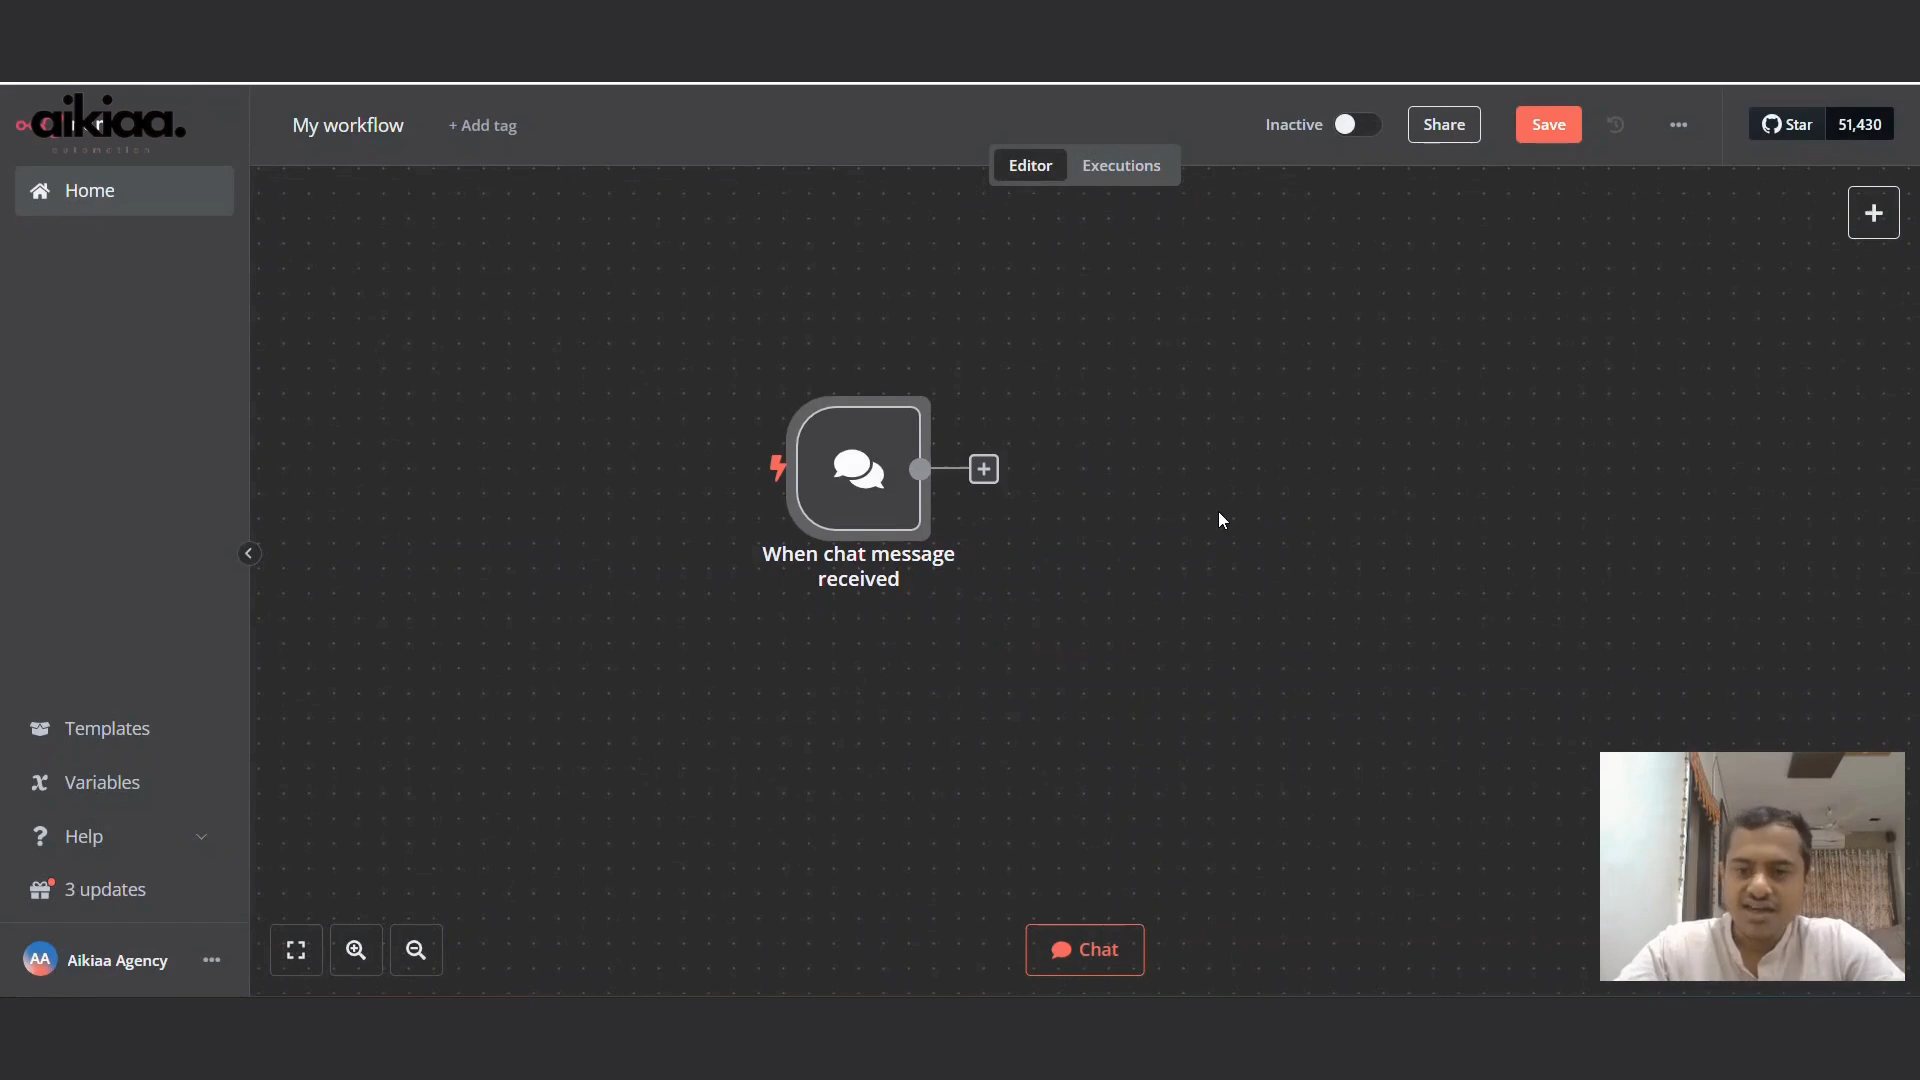 aikiaa.
automation
My workflow
+ Add tag
Inactive
Share
Save
Star
51,430
Editor
Executions
Home
When chat message
received
Templates
Variables
Help
3 updates
AA
Aikiaa Agency
Chat